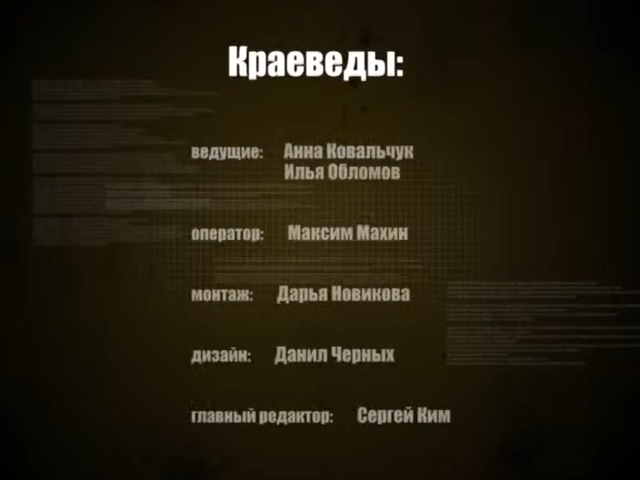 Краеведы:
ведущие: Анна Ковальчук
Илья Обломов
оператор: Максим Махин
монтаж: Дарья Новикова
дизайн: Данил Черных
главный редактор: Сергей Ким